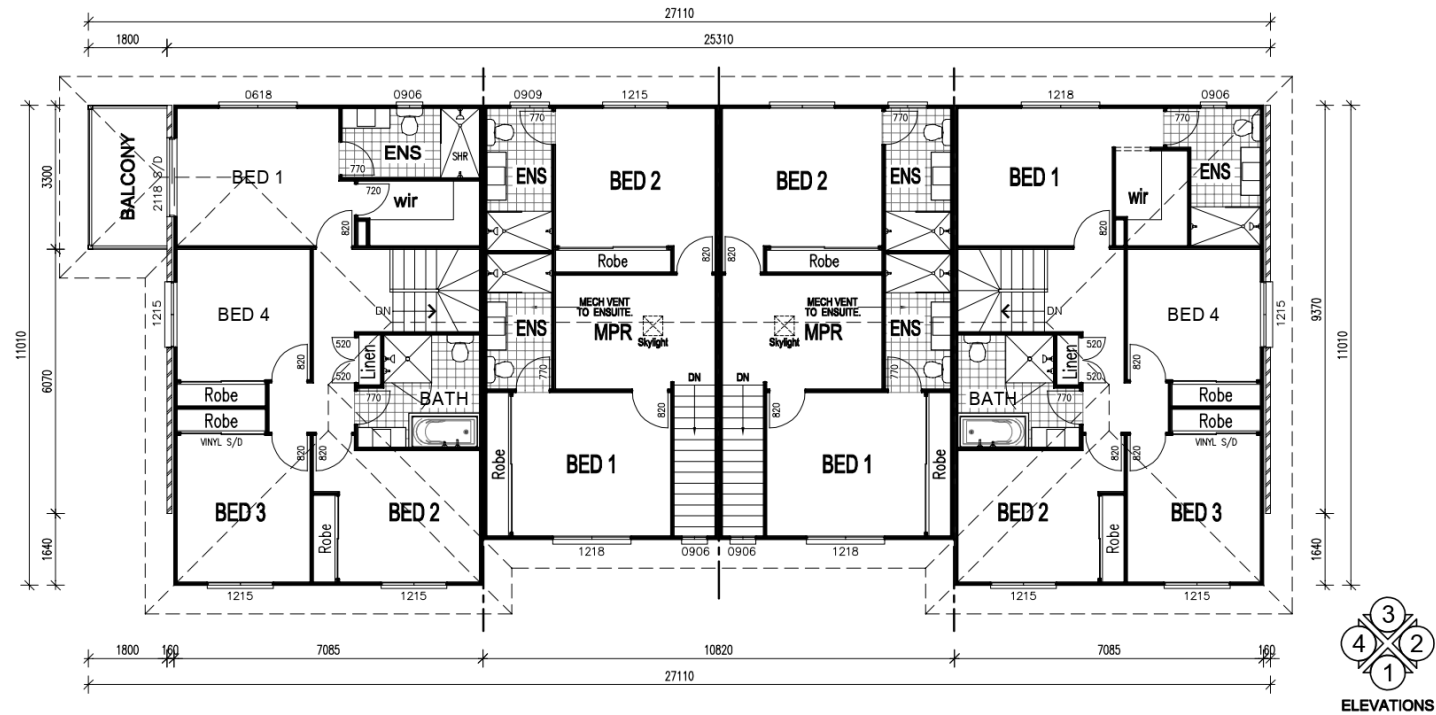 27110
1800
25310
0618
0906
0909
1215
1218
0906
770
770
770
ENS
SHR
BALCONY
2118 S/D
3300
BED 1
770
720
wir
820
ENS
BED 2
BED 2
ENS
BED 1
wir
ENS
820
820
820
820
Robe
Robe
11010
6070
1640
1215
BED 4
DN
MECH VENT
TO ENSUITE.
MPR
Skylight
ENS
MECH VENT
TO ENSUITE.
MPR
Skylight
ENS
DN
BED 4
1215
9370
11010
1640
520
520
Linen
820
770
BATH
770
DN
DN
770
820
820
BATH
Linen
520
520
770
820
Robe
Robe
VINYL S/D
Robe
Robe
VINYL S/D
820
820
820
820
Robe
BED 1
BED 1
Robe
BED 3
Robe
BED 2
BED 2
Robe
BED 3
1218
0906
0906
1218
1215
1215
1215
1215
1800
160
7085
10820
7085
160
27110
3
4
2
1
ELEVATIONS